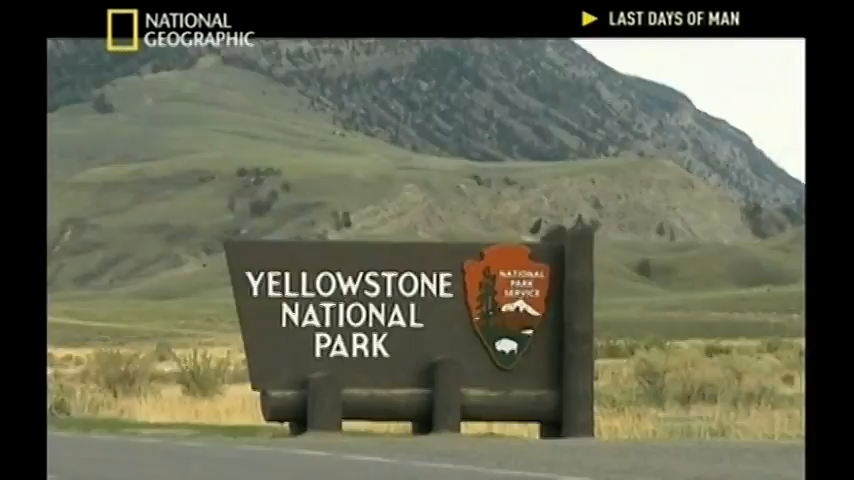 NATIONAL
GEOGRAPHIC
LAST DAYS OF MAN
YELLOWSTONE
NATIONAL
PARK
NATIONAL
PARK
SERVICE